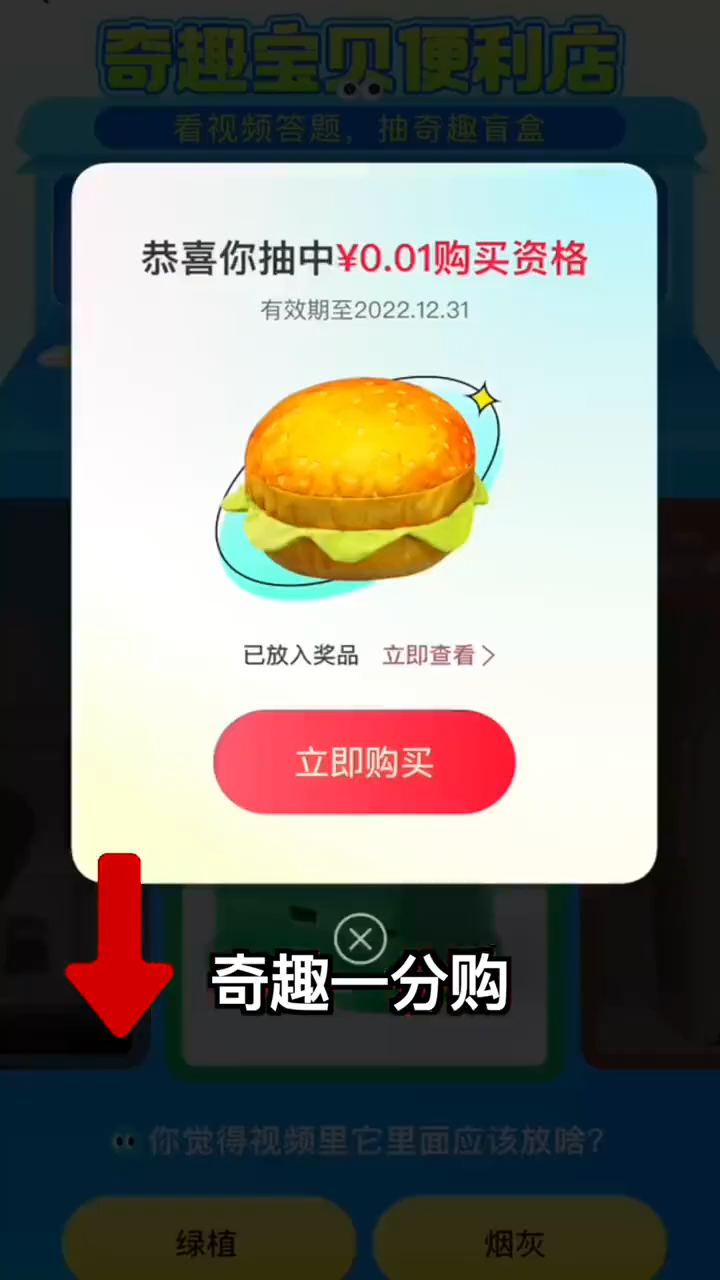 奇趣宝贝便利店
看视频答题，抽奇趣盲盒
恭喜你抽中¥0.01购买资格
有效期至2022.12.31
已放入奖品 立即查看>
立即购买
奇趣一分购
你觉得视频里它里面应该放啥?
绿植
烟灰